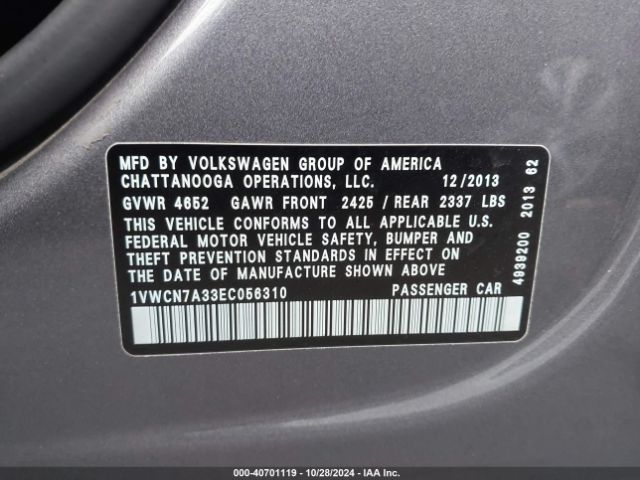 MFD BY VOLKSWAGEN GROUP OF AMERICA
CHATTANOOGA OPERATIONS, LLC. 12/2013
GVWR 4652 GAWR FRONT 2425 / REAR 2337 LBS
THIS VEHICLE CONFORMS TO ALL APPLICABLE U.S.
FEDERAL MOTOR VEHICLE SAFETY, BUMPER AND
THEFT PREVENTION STANDARDS IN EFFECT ON
THE DATE OF MANUFACTURE SHOWN ABOVE
1VWCN7A33EC056310 PASSENGER CAR
4939200 2013 62
000-40701119 - 10/28/2024 - IAA Corp.